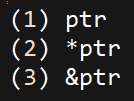 (1) ptr
(2) *ptr
(3) &ptr